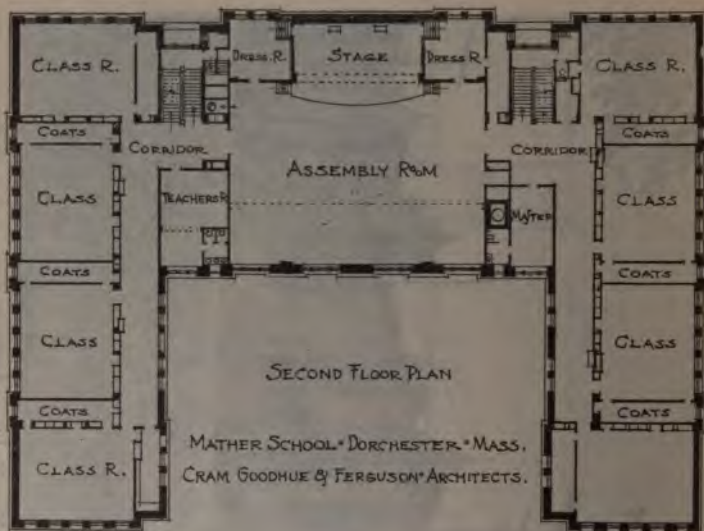 CLASS R.
DRESS. R.
STAGE
DRESS R
CLASS R.
COATS
CORRIDOR
ASSEMBLY ROOM
CORRIDOR
COATS
CLASS
TEACHERS R
MASTER
CLASS
COATS
COATS
CLASS
CLASS
SECOND FLOOR PLAN
COATS
COATS
MATHER SCHOOL · DORCHESTER · MASS.
CLASS R.
CRAM GOODHUE & FERGUSON · ARCHITECTS.